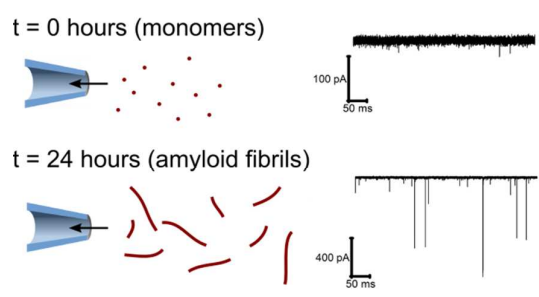 t = 0 hours (monomers)
100 pA
50 ms
t = 24 hours (amyloid fibrils)
400 pA
50 ms